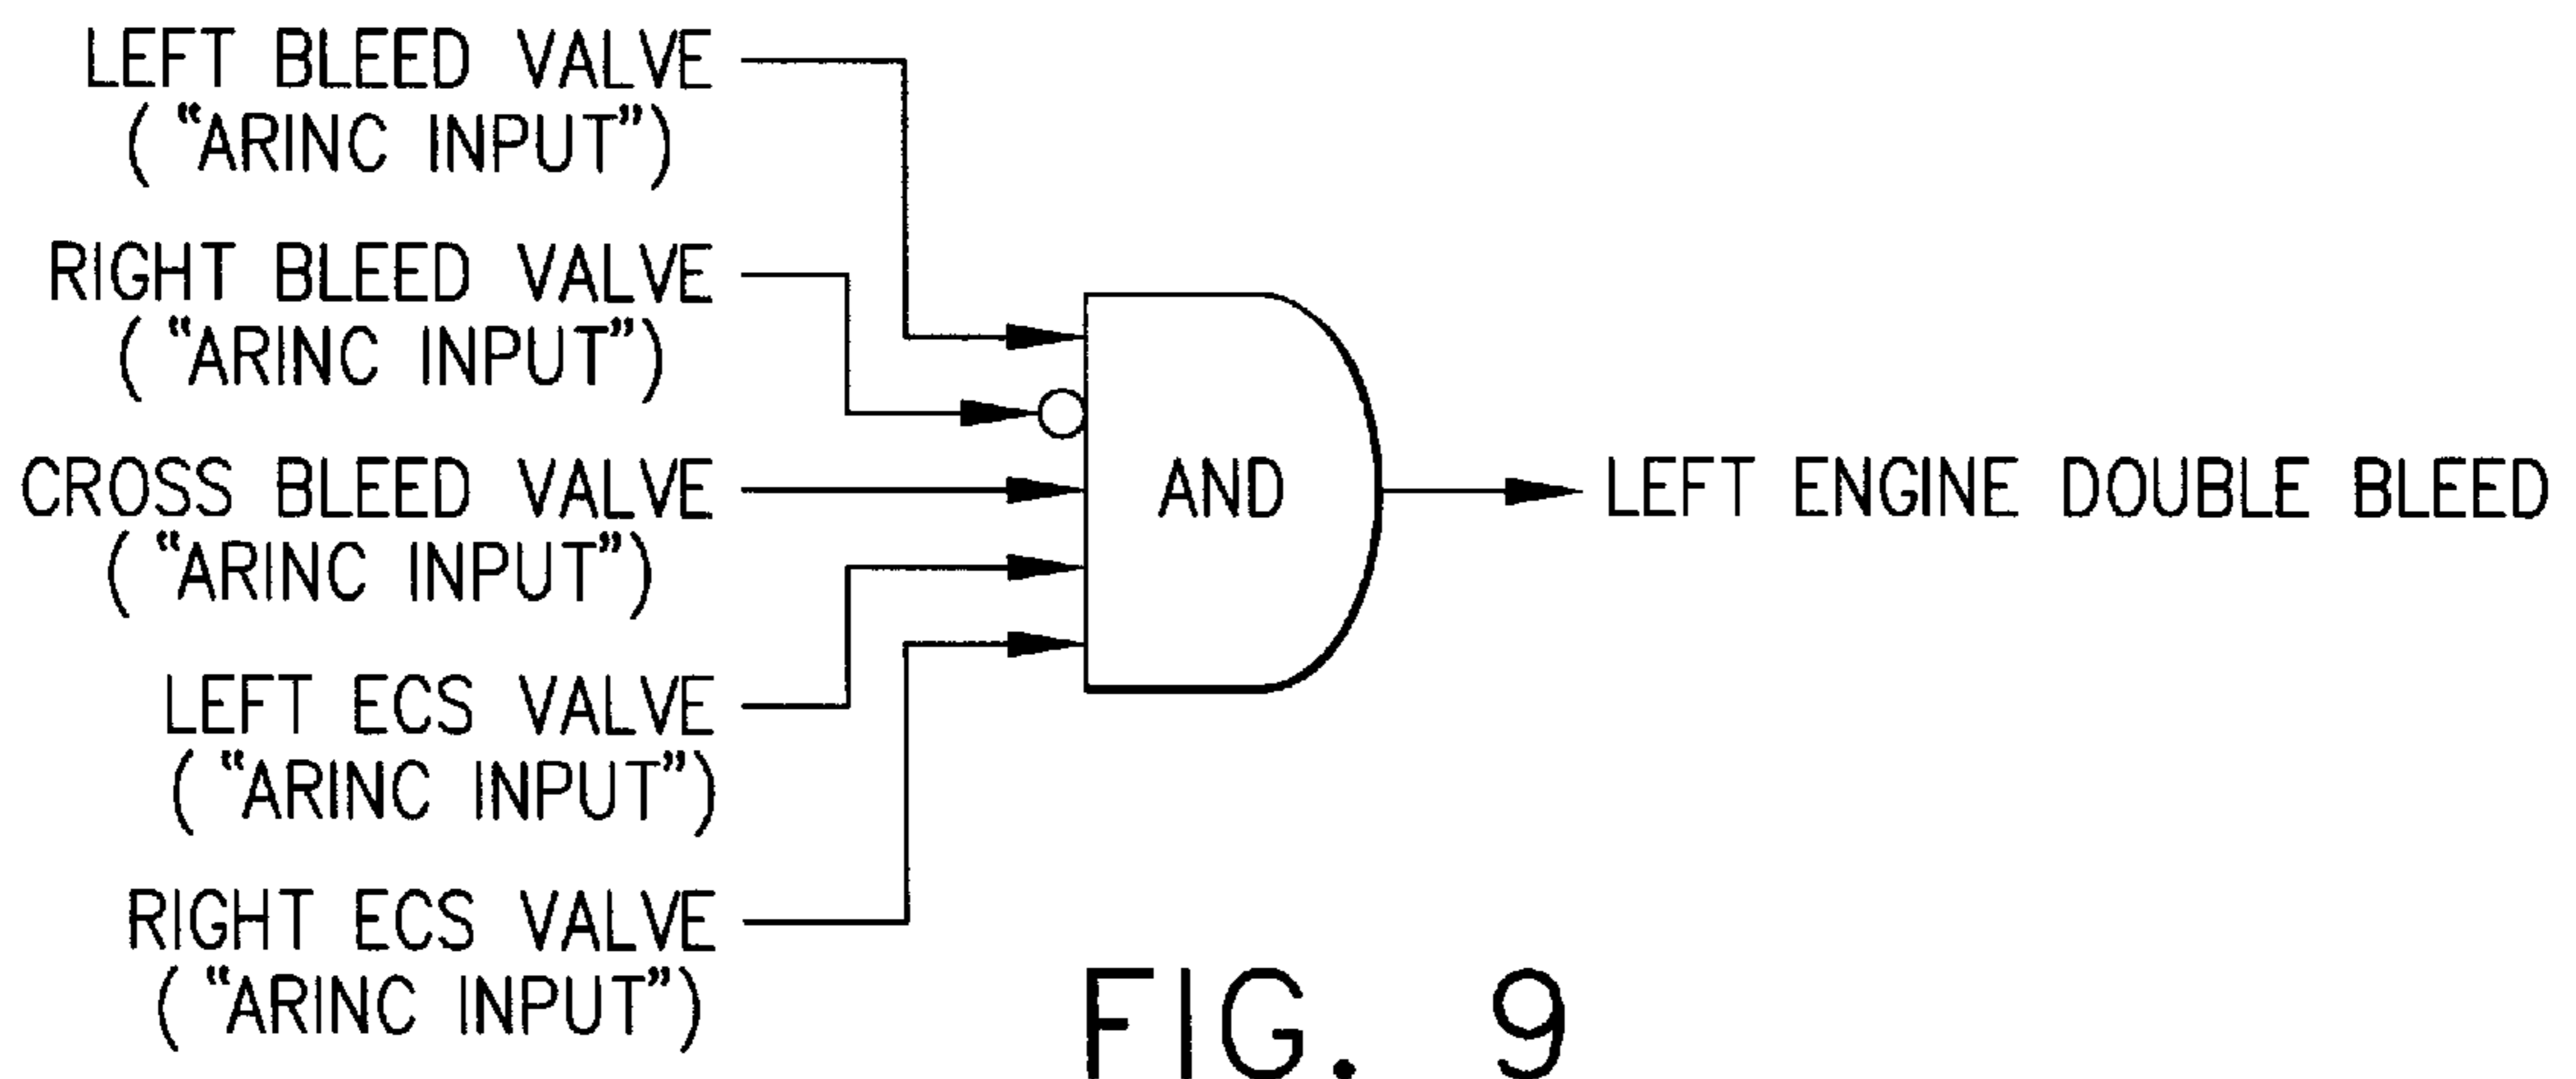 LEFT BLEED VALVE
( “ARINC INPUT”)
RIGHT BLEED VALVE
( “ARINC INPUT”)
CROSS BLEED VALVE
( “ARINC INPUT”)
LEFT ECS VALVE
( “ARINC INPUT”)
RIGHT ECS VALVE
( “ARINC INPUT”)
AND
LEFT ENGINE DOUBLE BLEED
FIG. 9